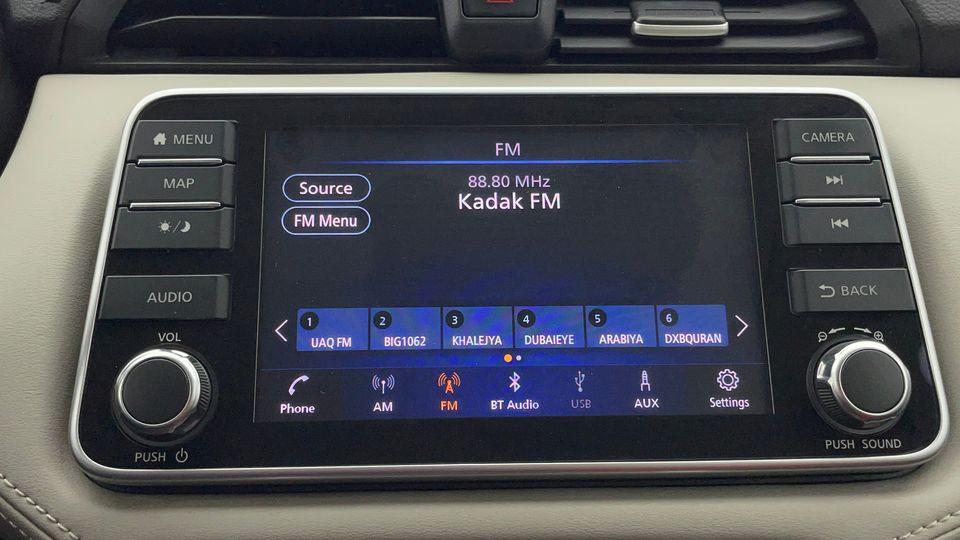 MENU
MAP
AUDIO
VOL
PUSH
FM
Source
FM Menu
88.80 MHz
Kadak FM
1 UAQ FM
2 BIG1062
3 KHALEJYA
4 DUBAIEYE
5 ARABIYA
6 DXBQURAN
Phone
AM
FM
BT Audio
USB
AUX
Settings
CAMERA
BACK
PUSH SOUND